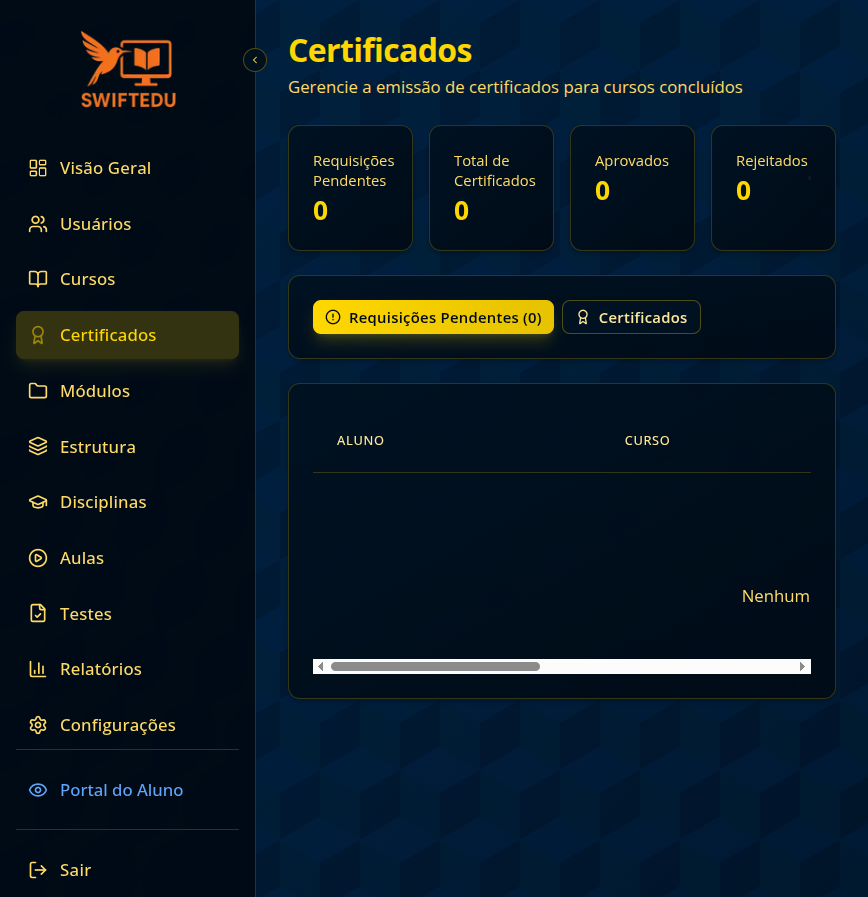 SWIFTEDU
Visão Geral
Usuários
Cursos
Certificados
Módulos
Estrutura
Disciplinas
Aulas
Testes
Relatórios
Configurações
Portal do Aluno
Sair
Certificados
Gerencie a emissão de certificados para cursos concluídos
Requisições
Pendentes
0
Total de
Certificados
0
Aprovados
0
Rejeitados
0
Requisições Pendentes (0)
Certificados
ALUNO
CURSO
Nenhum